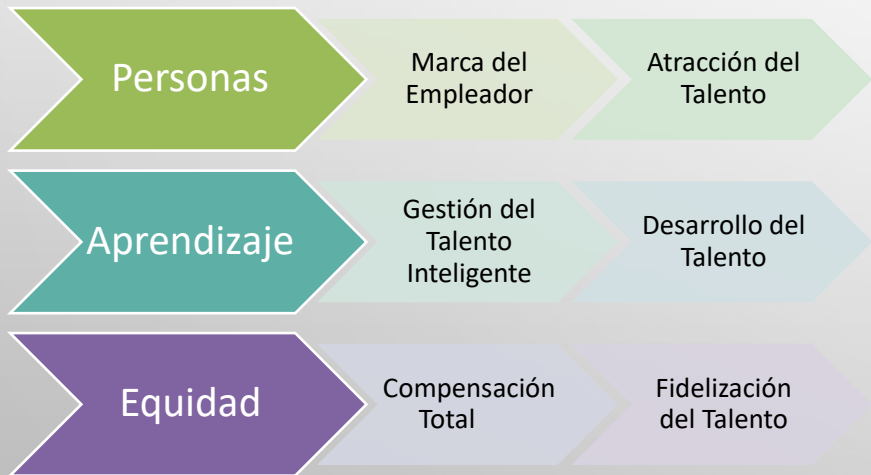 Personas
Marca del
Empleador
Atracción del
Talento
Aprendizaje
Gestión del
Talento
Inteligente
Desarrollo del
Talento
Equidad
Compensación
Total
Fidelización
del Talento